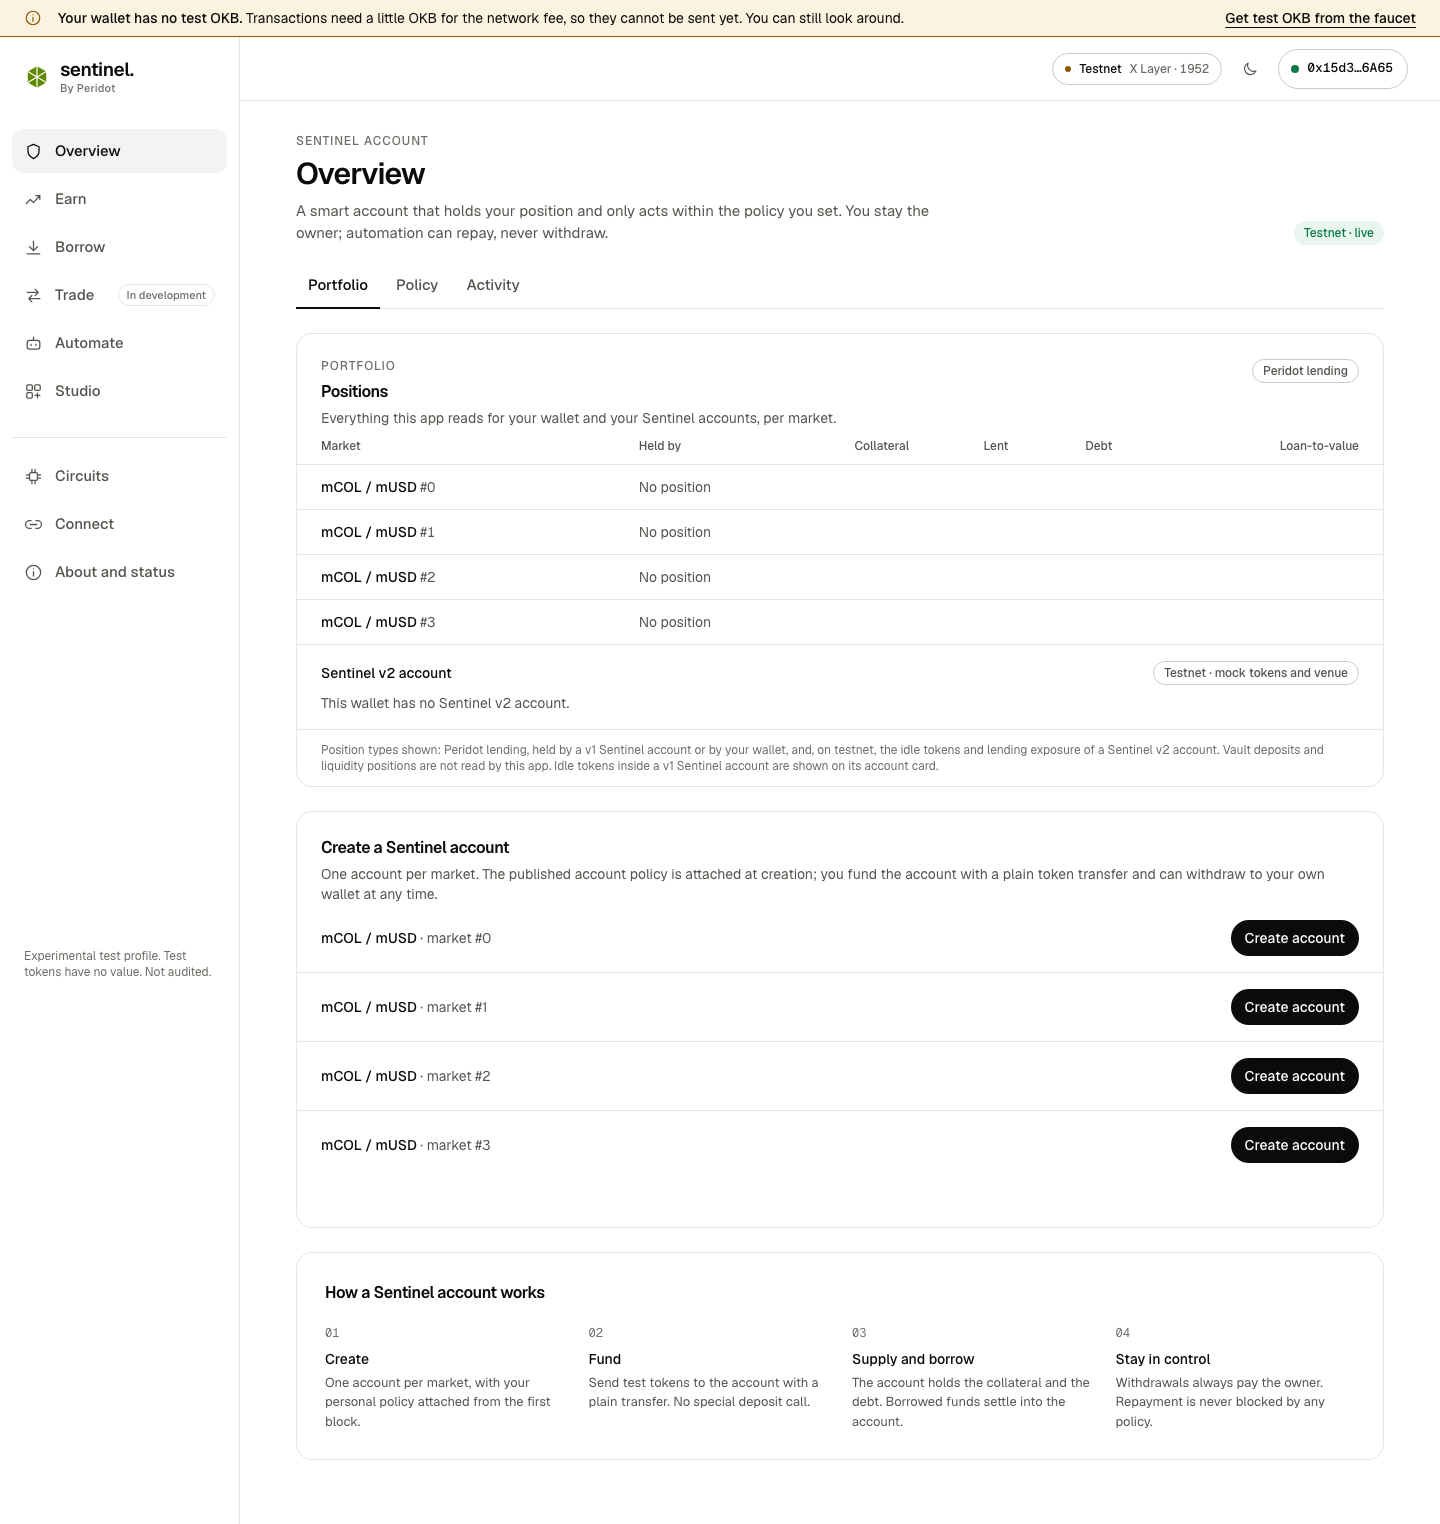 Your wallet has no test OKB. Transactions need a little OKB for the network fee, so they cannot be sent yet. You can still look around.
Get test OKB from the faucet
sentinel.
By Peridot
Testnet X Layer · 1952
0x15d3…6A65
Overview
Earn
Borrow
Trade
In development
Automate
Studio
Circuits
Connect
About and status
Experimental test profile. Test
tokens have no value. Not audited.
SENTINEL ACCOUNT
Overview
A smart account that holds your position and only acts within the policy you set. You stay the
owner; automation can repay, never withdraw.
Testnet · live
Portfolio
Policy
Activity
PORTFOLIO
Positions
Everything this app reads for your wallet and your Sentinel accounts, per market.
Peridot lending
Market Held by Collateral Lent Debt Loan-to-value
mCOL / mUSD #0 No position
mCOL / mUSD #1 No position
mCOL / mUSD #2 No position
mCOL / mUSD #3 No position
Sentinel v2 account
Testnet · mock tokens and venue
This wallet has no Sentinel v2 account.
Position types shown: Peridot lending, held by a v1 Sentinel account or by your wallet, and, on testnet, the idle tokens and lending exposure of a Sentinel v2 account. Vault deposits and
liquidity positions are not read by this app. Idle tokens inside a v1 Sentinel account are shown on its account card.
Create a Sentinel account
One account per market. The published account policy is attached at creation; you fund the account with a plain token transfer and can withdraw to your own
wallet at any time.
mCOL / mUSD · market #0 Create account
mCOL / mUSD · market #1 Create account
mCOL / mUSD · market #2 Create account
mCOL / mUSD · market #3 Create account
How a Sentinel account works
01
Create
One account per market, with your
personal policy attached from the first
block.
02
Fund
Send test tokens to the account with a
plain transfer. No special deposit call.
03
Supply and borrow
The account holds the collateral and the
debt. Borrowed funds settle into the
account.
04
Stay in control
Withdrawals always pay the owner.
Repayment is never blocked by any
policy.